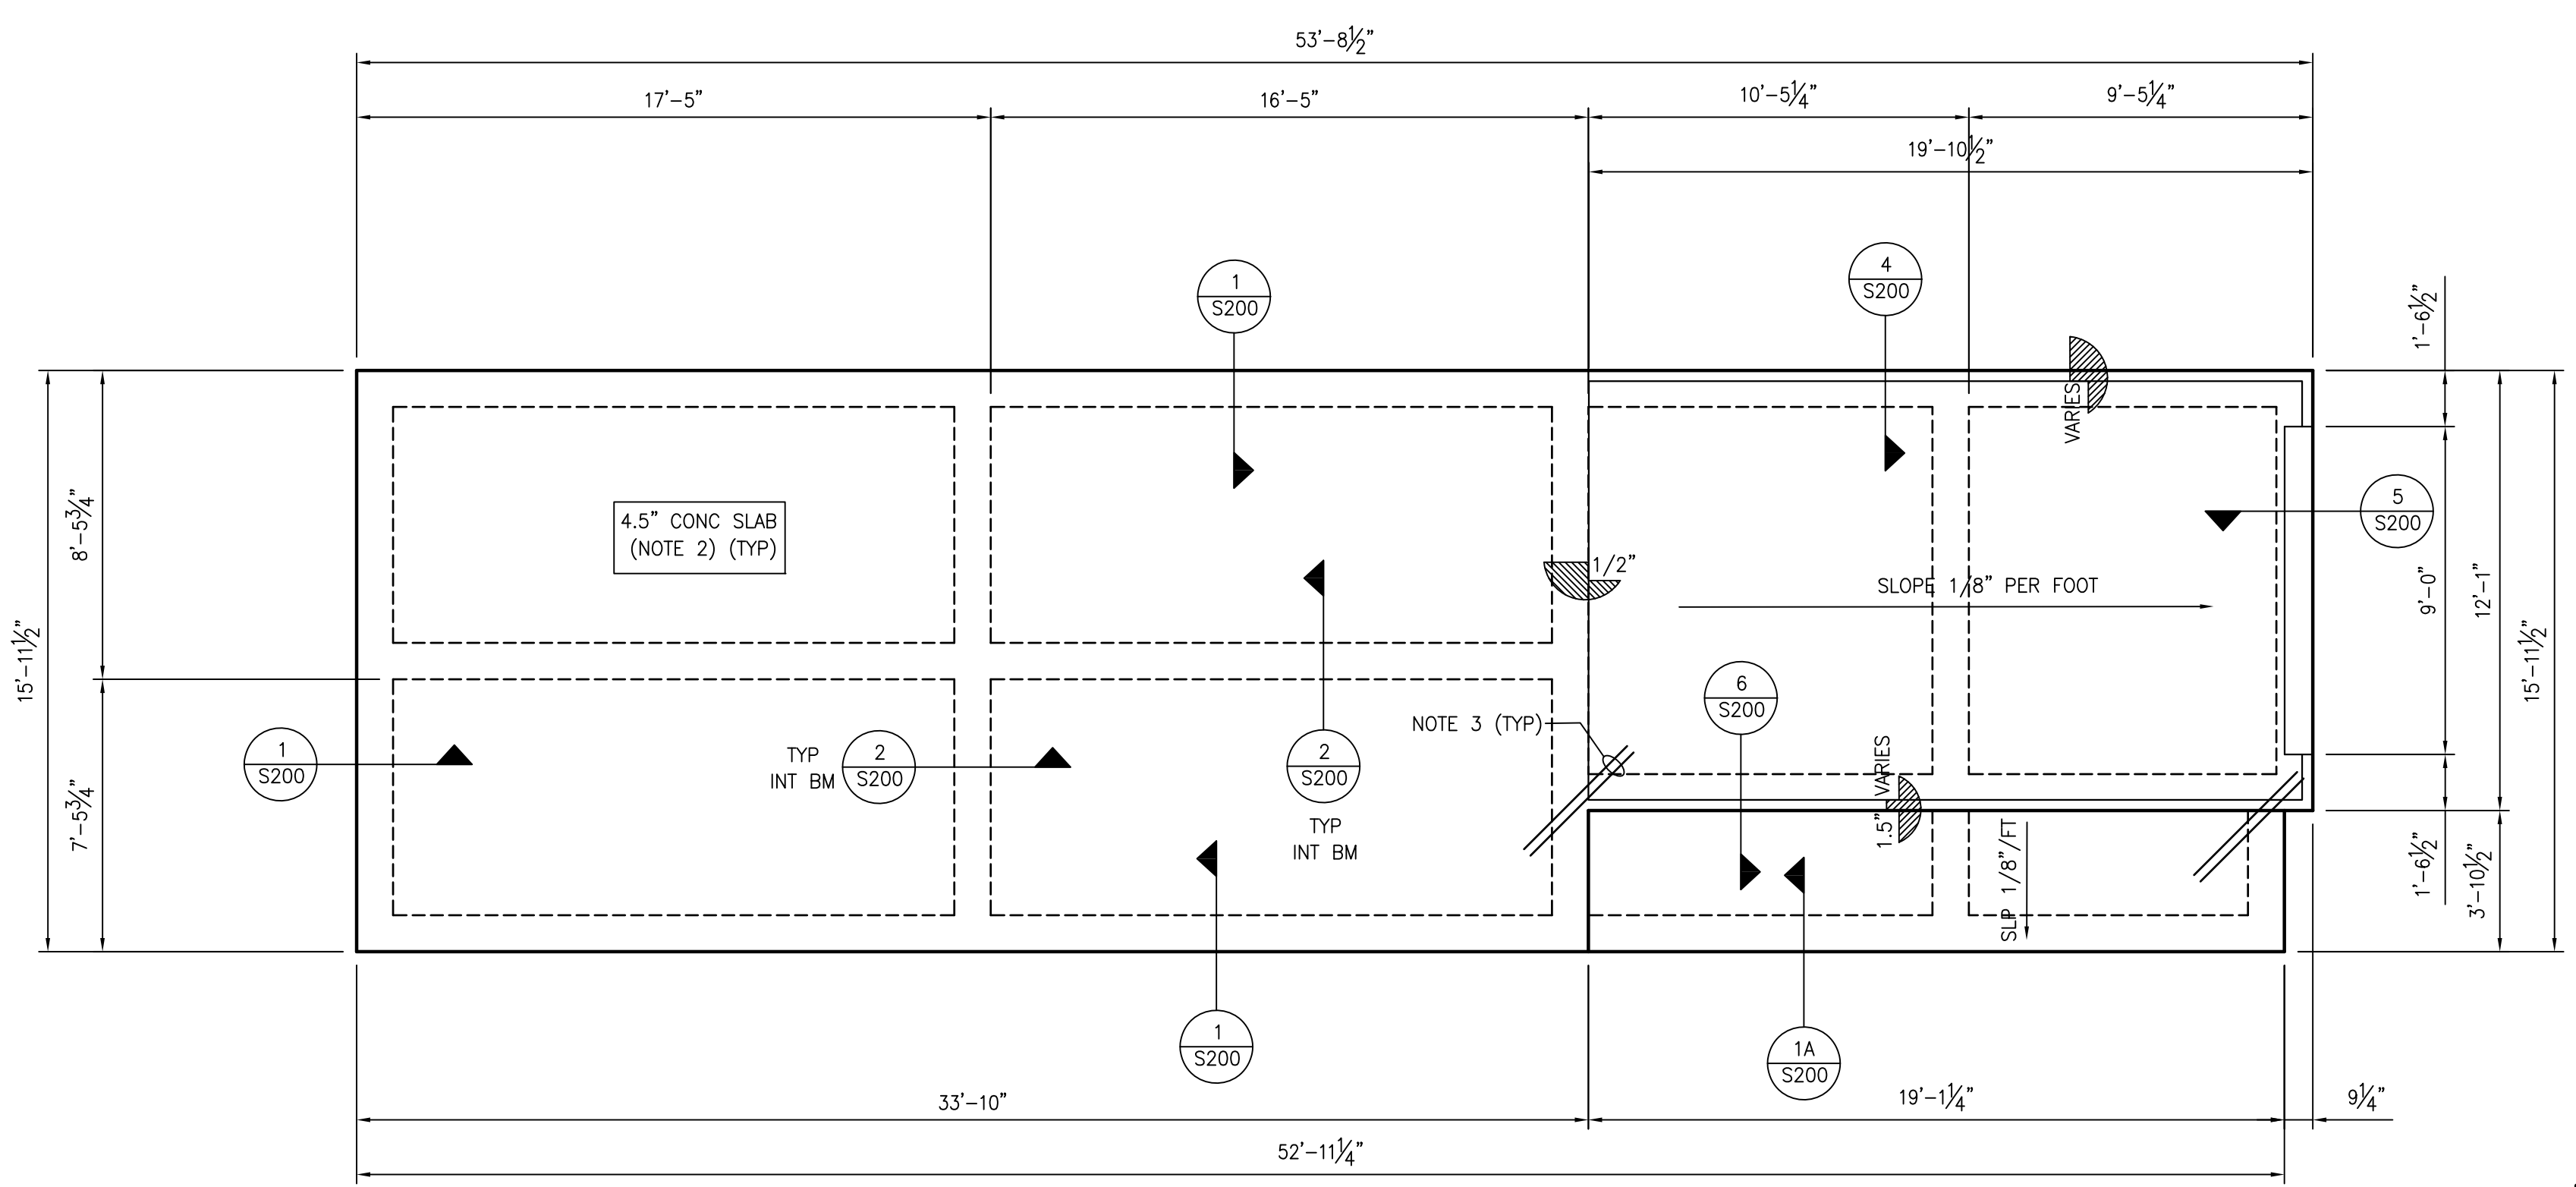 53'-8½"
17'-5"
16'-5"
10'-5¼"
9'-5¼"
19'-10½"
1
S200
4
S200
1'-6½"
VARIES
8'-5¾"
4.5" CONC SLAB
(NOTE 2) (TYP)
5
S200
1/2"
SLOPE 1/8" PER FOOT
9'-0"
12'-1"
15'-11½"
15'-11½"
6
S200
NOTE 3 (TYP)
1
S200
TYP
INT BM
2
S200
2
S200
TYP
INT BM
VARIES
1.5"
7'-5¾"
SLP 1/8"/FT
1'-6½"
3'-10½"
1
S200
1A
S200
33'-10"
19'-1¼"
9¼"
52'-11¼"